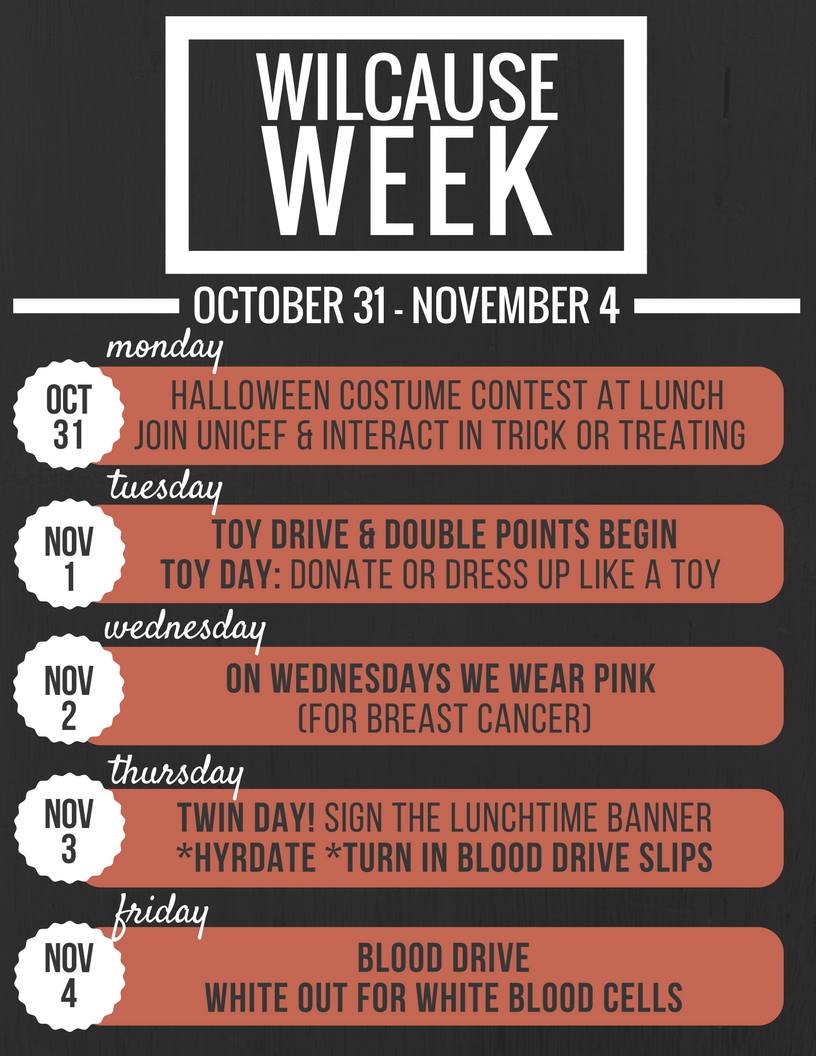 WILCAUSE
WEEK
OCTOBER 31 - NOVEMBER 4
monday
OCT
31
HALLOWEEN COSTUME CONTEST AT LUNCH
JOIN UNICEF & INTERACT IN TRICK OR TREATING
tuesday
NOV
1
TOY DRIVE & DOUBLE POINTS BEGIN
TOY DAY: DONATE OR DRESS UP LIKE A TOY
wednesday
NOV
2
ON WEDNESDAYS WE WEAR PINK
(FOR BREAST CANCER)
thursday
NOV
3
TWIN DAY! SIGN THE LUNCHTIME BANNER
*HYRDATE *TURN IN BLOOD DRIVE SLIPS
friday
NOV
4
BLOOD DRIVE
WHITE OUT FOR WHITE BLOOD CELLS